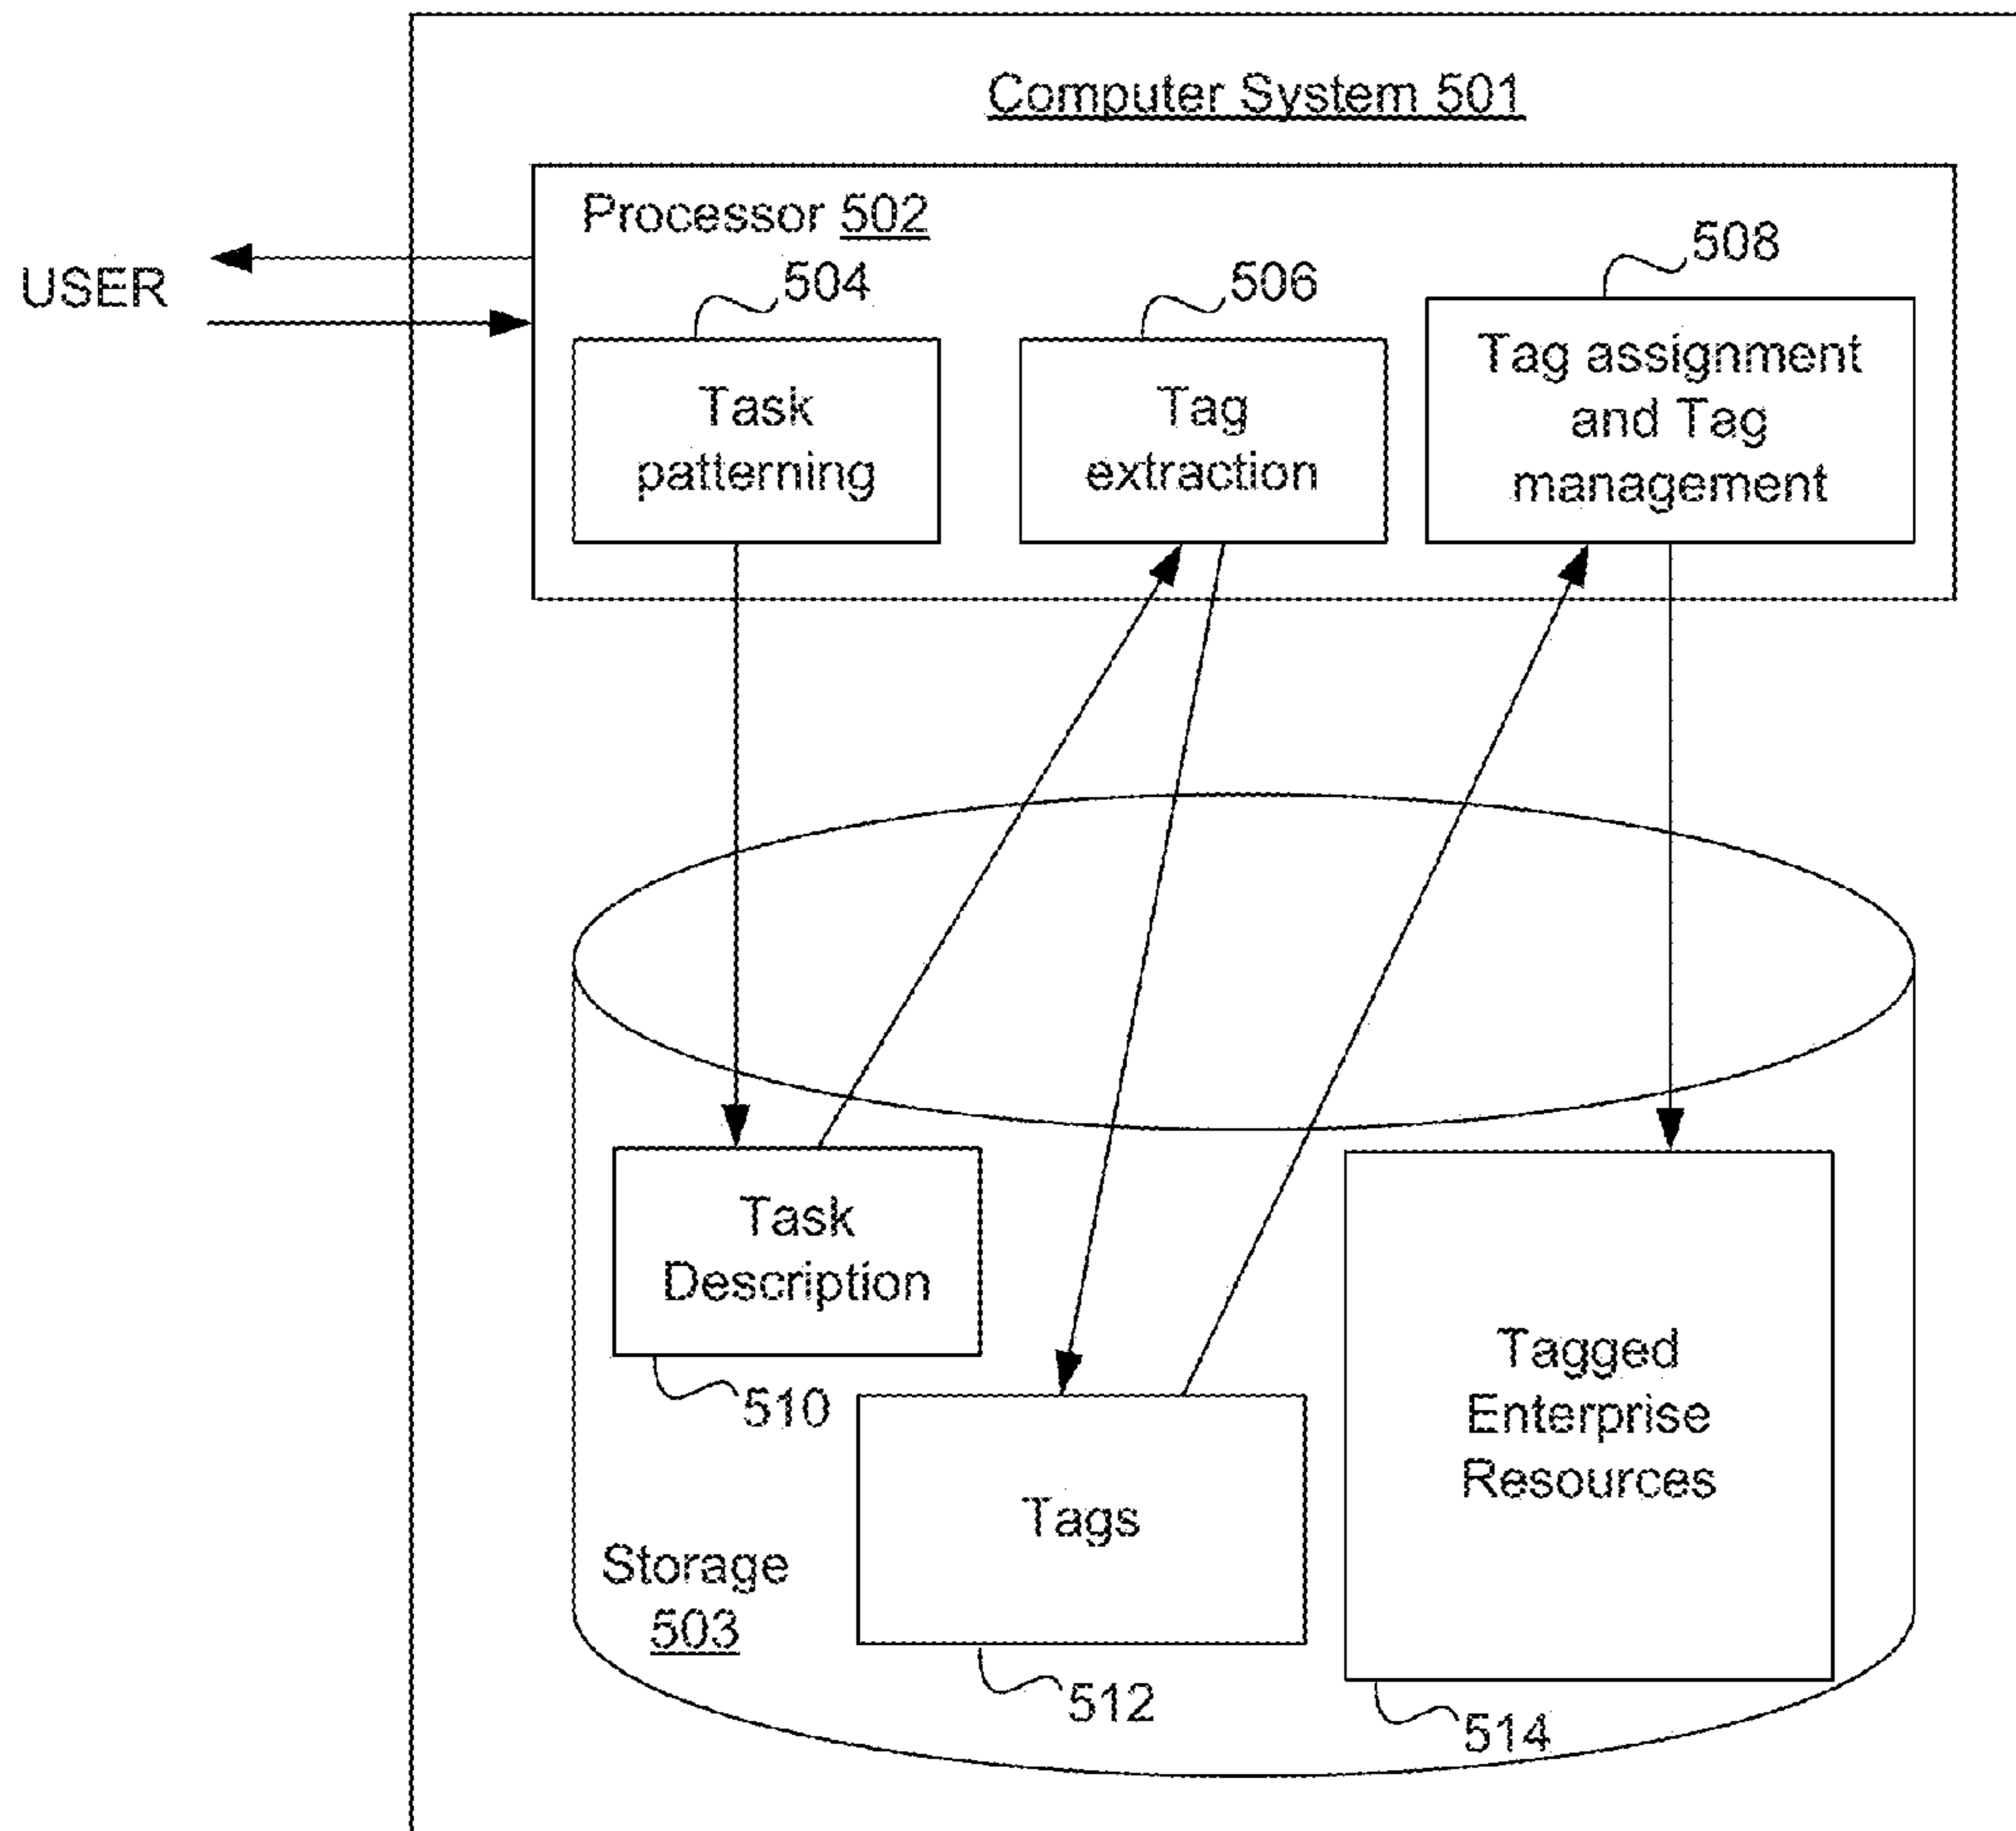 Computer System 501
Processor 502
USER
504
506
508
Task
patterning
Tag
extraction
Tag assignment
and Tag
management
Task
Description
510
Tags
512
Tagged
Enterprise
Resources
514
Storage
503